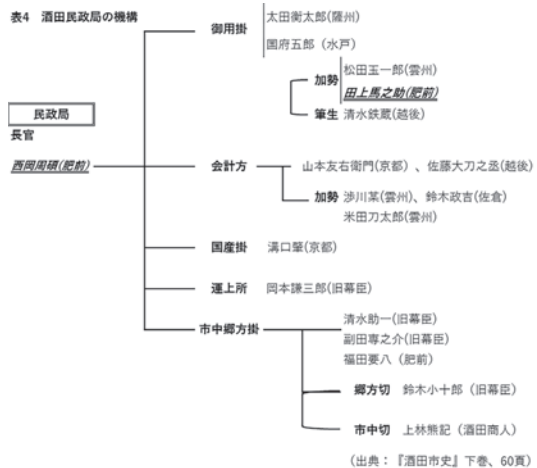 表4 酒田民政局の機構
御用掛
太田衡太郎(薩州)
国府五郎（水戸）
加勢
松田玉一郎(雲州)
田上馬之助(肥前)
筆生 清水鉄蔵(越後)
民政局
長官
西岡周碩(肥前)
会計方
山本友右衛門(京都）、佐藤大刀之丞(越後)
加勢 渉川某(雲州)、鈴木政吉(佐倉)
米田刀太郎(雲州)
国産掛 溝口肇(京都)
運上所 岡本謙三郎(旧幕臣)
市中郷方掛
清水助一(旧幕臣)
副田専之介(旧幕臣)
福田要八（肥前）
郷方切 鈴木小十郎（旧幕臣）
市中切 上林熊記（酒田商人）
（出典：『酒田市史』下巻、60頁）